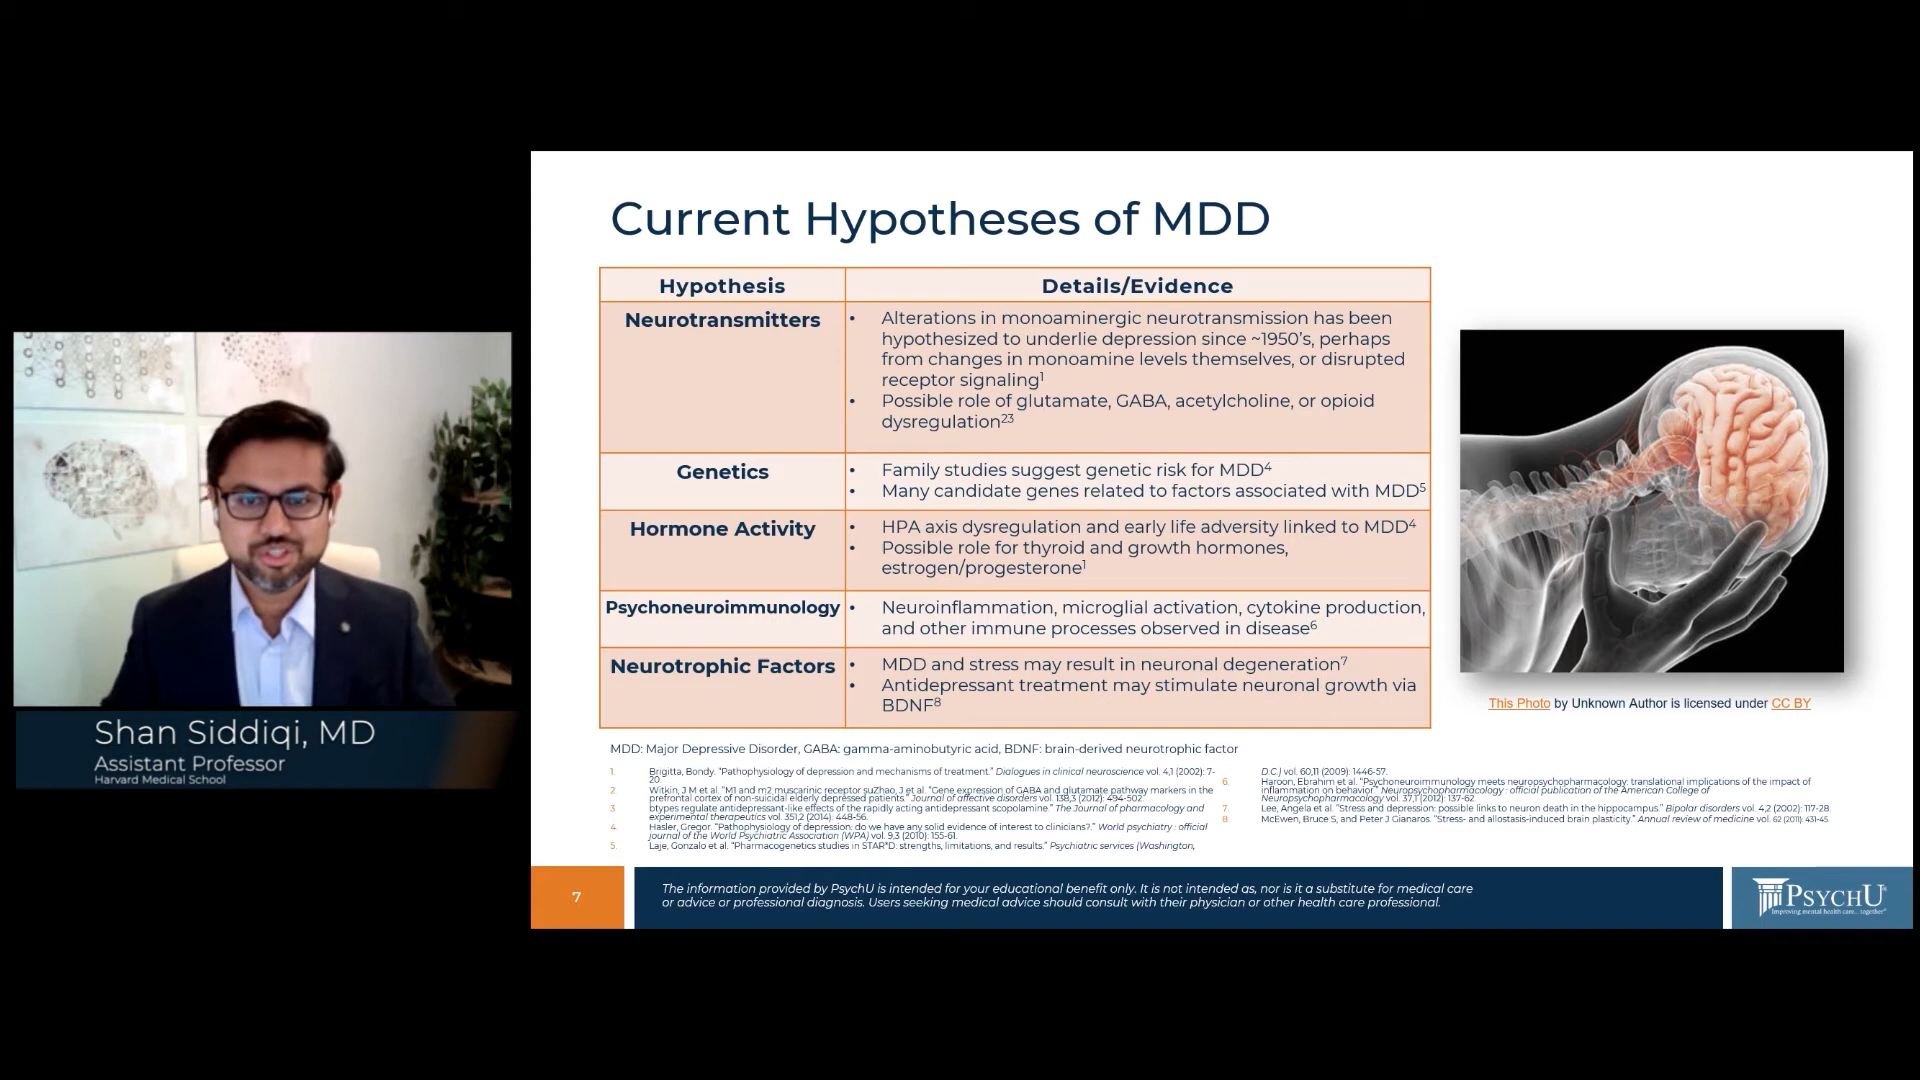 Current Hypotheses of MDD
Hypothesis
Details/Evidence
Neurotransmitters
• Alterations in monoaminergic neurotransmission has been
hypothesized to underlie depression since ~1950's, perhaps
from changes in monoamine levels themselves, or disrupted
receptor signaling¹
• Possible role of glutamate, GABA, acetylcholine, or opioid
dysregulation²³
Genetics
• Family studies suggest genetic risk for MDD⁴
• Many candidate genes related to factors associated with MDD⁵
Hormone Activity
• HPA axis dysregulation and early life adversity linked to MDD⁴
• Possible role for thyroid and growth hormones,
estrogen/progesterone¹
Psychoneuroimmunology
• Neuroinflammation, microglial activation, cytokine production,
and other immune processes observed in disease⁶
Neurotrophic Factors
• MDD and stress may result in neuronal degeneration⁷
• Antidepressant treatment may stimulate neuronal growth via
BDNF⁸
This Photo by Unknown Author is licensed under CC BY
Shan Siddiqi, MD
Assistant Professor
Harvard Medical School
MDD: Major Depressive Disorder, GABA: gamma-aminobutyric acid, BDNF: brain-derived neurotrophic factor
1. Brigitta, Bondy. "Pathophysiology of depression and mechanisms of treatment." Dialogues in clinical neuroscience vol. 4,1 (2002): 7-
20.
2. Witkin, J M et al. "M1 and m2 muscarinic receptor suZhao, J et al. "Gene expression of GABA and glutamate pathway markers in the
prefrontal cortex of non-suicidal elderly depressed patients." Journal of affective disorders vol. 138,3 (2012): 494-502.
3. btypes regulate antidepressant-like effects of the rapidly acting antidepressant scopolamine." The Journal of pharmacology and
experimental therapeutics vol. 351,2 (2014): 448-56.
4. Hasler, Gregor. "Pathophysiology of depression: do we have any solid evidence of interest to clinicians?." World psychiatry : official
journal of the World Psychiatric Association (WPA) vol. 9,3 (2010): 155-61.
5. Laje, Gonzalo et al. "Pharmacogenetics studies in STAR*D: strengths, limitations, and results." Psychiatric services (Washington,
D.C.) vol. 60,11 (2009): 1446-57.
6. Haroon, Ebrahim et al. "Psychoneuroimmunology meets neuropsychopharmacology: translational implications of the impact of
inflammation on behavior." Neuropsychopharmacology : official publication of the American College of
Neuropsychopharmacology vol. 37,1 (2012): 137-62.
7. Lee, Angela et al. "Stress and depression: possible links to neuron death in the hippocampus." Bipolar disorders vol. 4,2 (2002): 117-28.
8. McEwen, Bruce S, and Peter J Gianaros. "Stress- and allostasis-induced brain plasticity." Annual review of medicine vol. 62 (2011): 431-45.
7
The information provided by PsychU is intended for your educational benefit only. It is not intended as, nor is it a substitute for medical care
or advice or professional diagnosis. Users seeking medical advice should consult with their physician or other health care professional.
PSYCHU®
Improving mental health care... together®